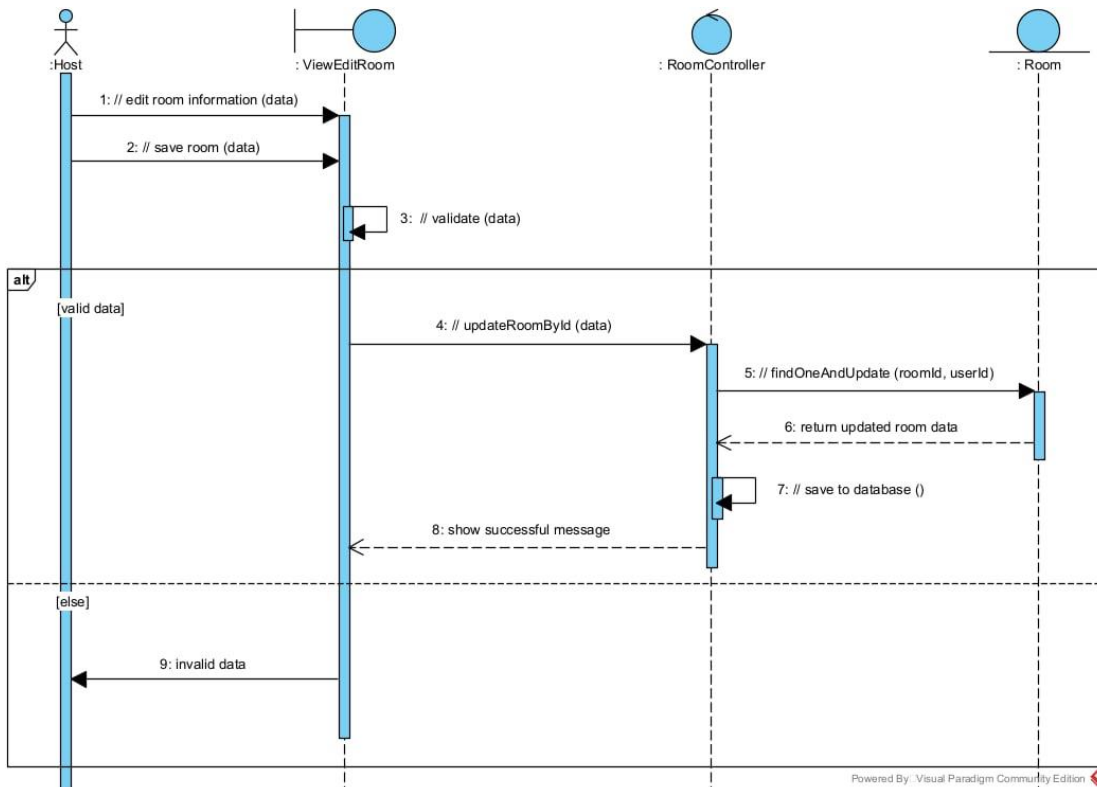 :Host
: ViewEditRoom
: RoomController
: Room
1: // edit room information (data)
2: // save room (data)
3:  // validate (data)
alt
[valid data]
4: // updateRoomById (data)
5: // findOneAndUpdate (roomId, userId)
6: return updated room data
7: // save to database ()
8: show successful message
[else]
9: invalid data
Powered By Visual Paradigm Community Edition